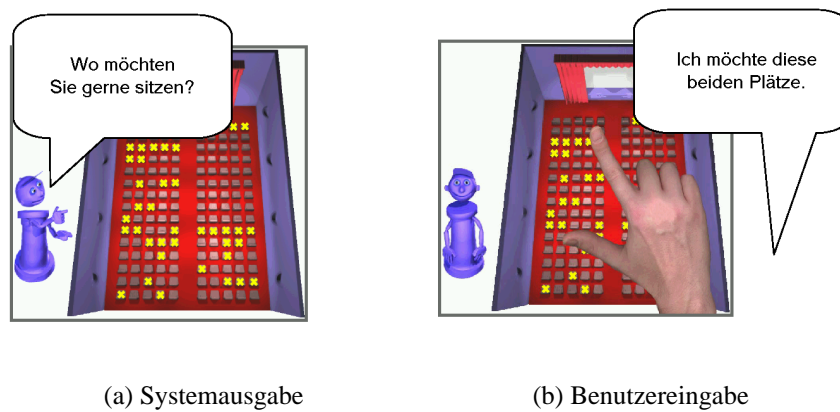 Wo möchten
Sie gerne sitzen?
Ich möchte diese
beiden Plätze.
(a) Systemausgabe
(b) Benutzereingabe